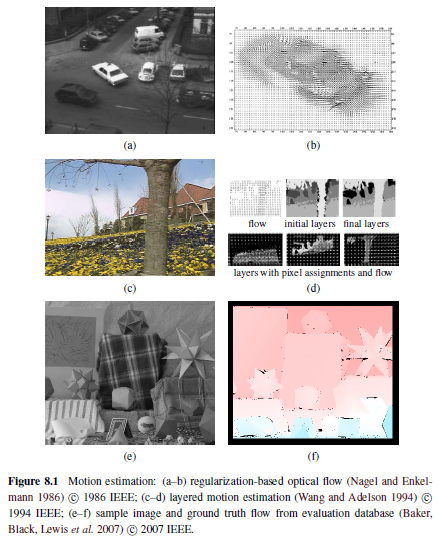 (a)
(b)
flow
initial layers
final layers
layers with pixel assignments and flow
(c)
(d)
(e)
(f)
Figure 8.1 Motion estimation: (a–b) regularization-based optical flow (Nagel and Enkel-
mann 1986) © 1986 IEEE; (c–d) layered motion estimation (Wang and Adelson 1994) ©
1994 IEEE; (e–f) sample image and ground truth flow from evaluation database (Baker,
Black, Lewis et al. 2007) © 2007 IEEE.